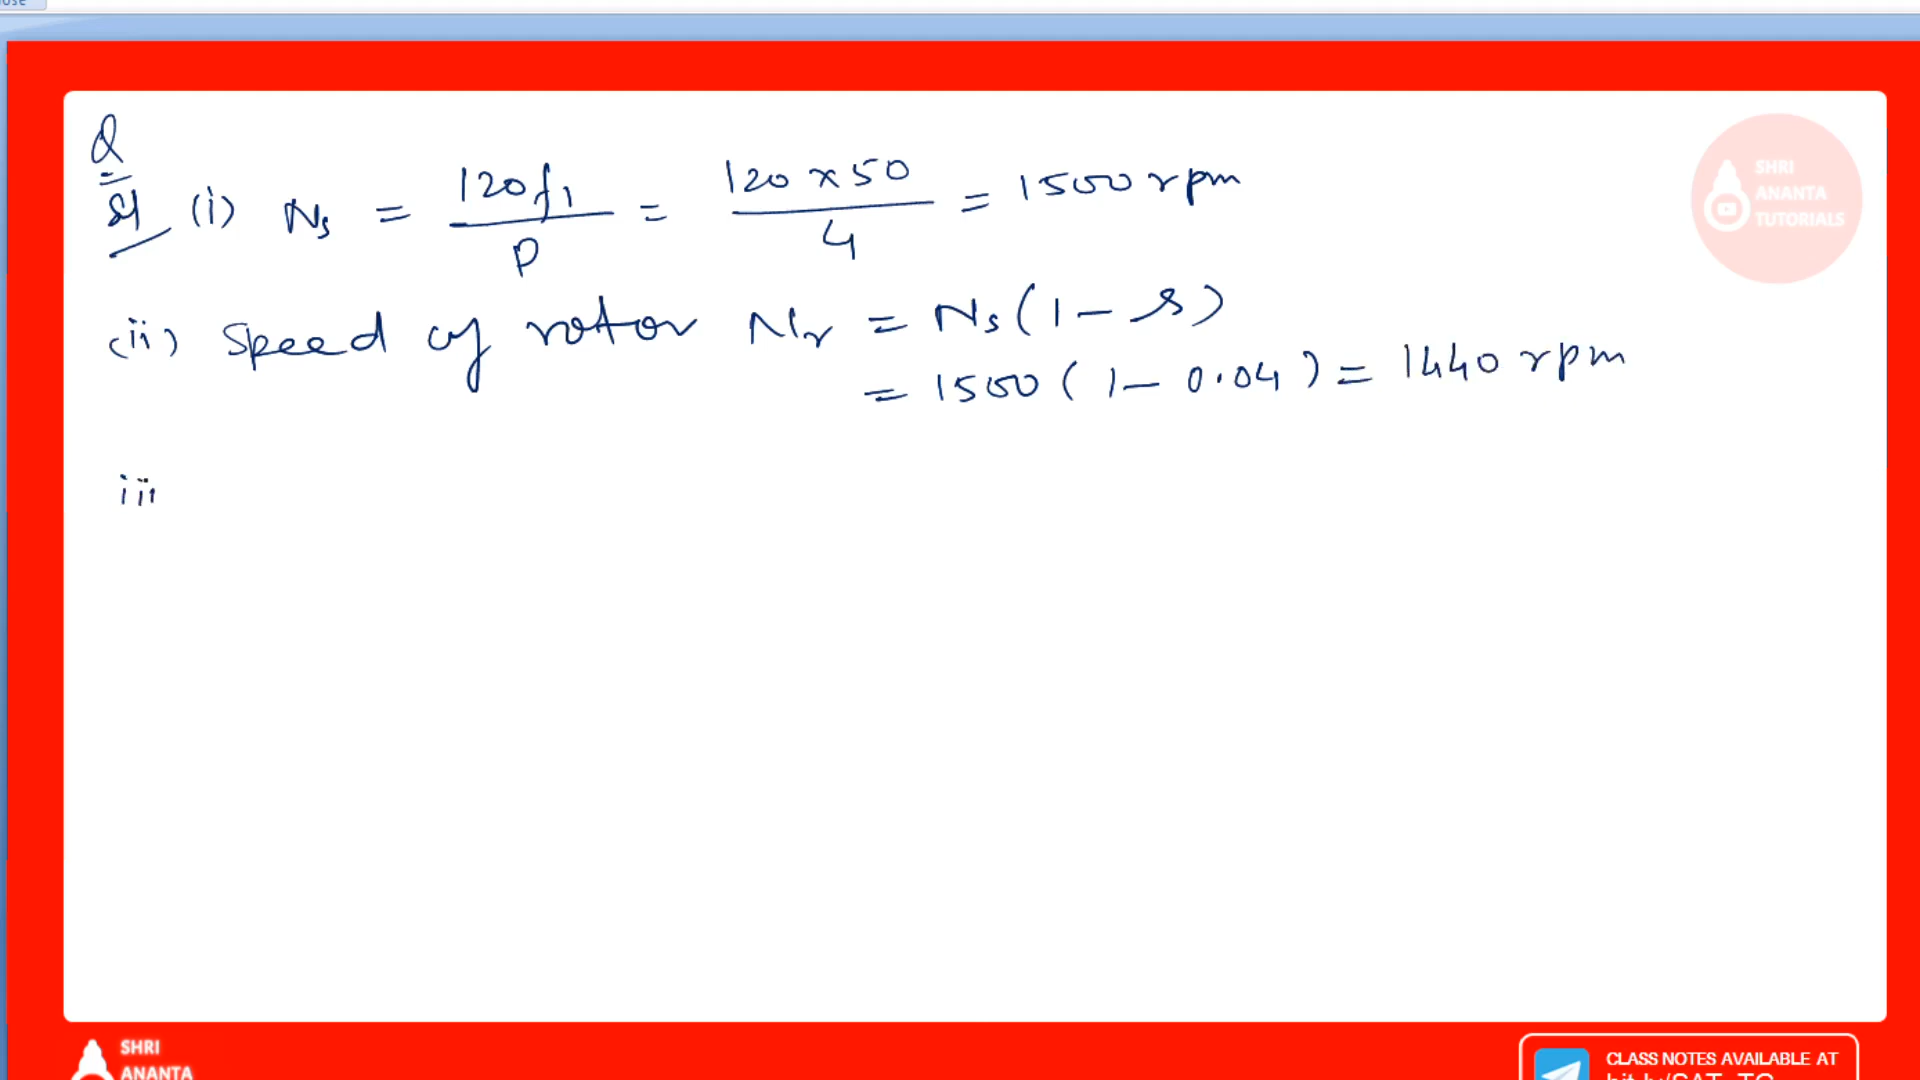 Q
(i) Ns = 120f1 / P = 120 x 50 / 4 = 1500 rpm
(ii) Speed of rotor Nr = Ns (1 - s)
= 1500 (1 - 0.04) = 1440 rpm
iii
SHRI
ANANTA
TUTORIALS
SHRI
ANANTA
CLASS NOTES AVAILABLE AT